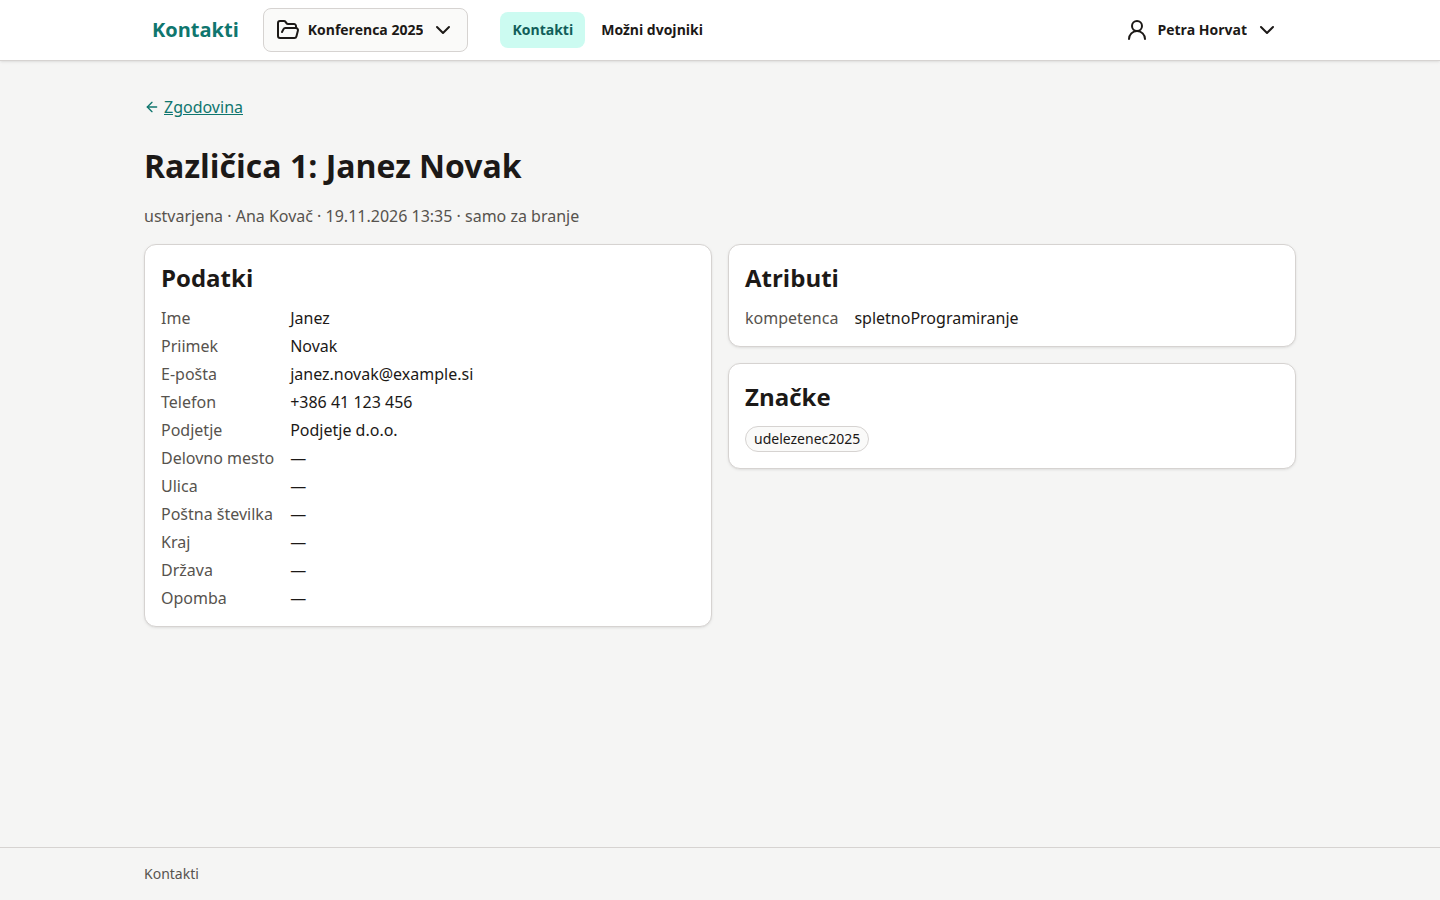 Kontakti
Konferenca 2025
Kontakti
Možni dvojniki
Petra Horvat
← Zgodovina
Različica 1: Janez Novak
ustvarjena · Ana Kovač · 19.11.2026 13:35 · samo za branje
Podatki
Ime Janez
Priimek Novak
E-pošta janez.novak@example.si
Telefon +386 41 123 456
Podjetje Podjetje d.o.o.
Delovno mesto —
Ulica —
Poštna številka —
Kraj —
Država —
Opomba —
Atributi
kompetenca spletnoProgramiranje
Značke
udelezenec2025
Kontakti